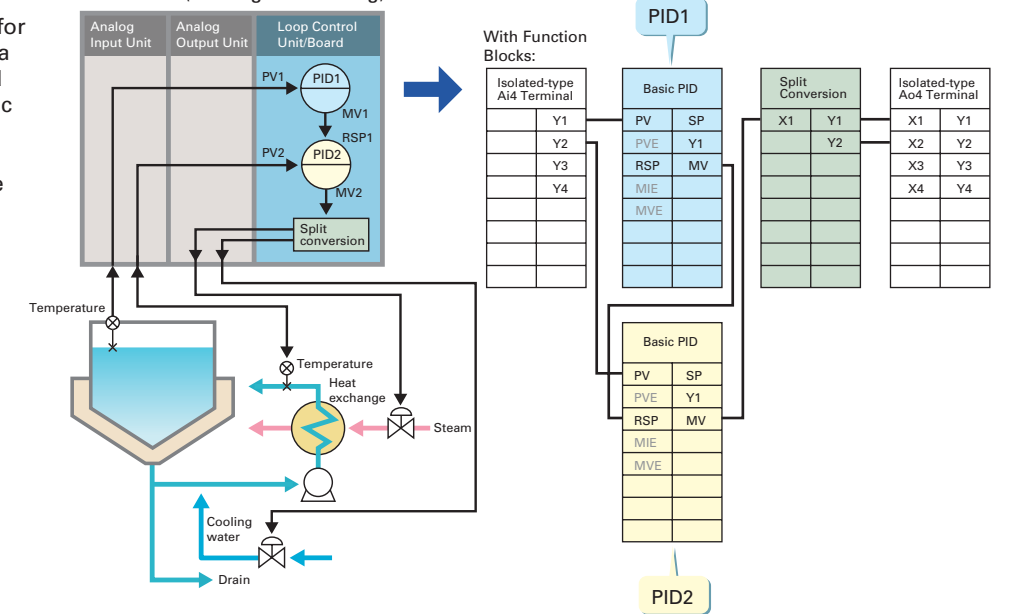 for
a
c
e
Analog
Input Unit
Analog
Output Unit
Loop Control
Unit/Board
PV1
PID1
MV1
RSP1
PV2
PID2
MV2
Split
conversion
Temperature
Temperature
Heat
exchange
Steam
Cooling
water
Drain
PID1
With Function
Blocks:
Isolated-type
Ai4 Terminal
Y1
Y2
Y3
Y4
Basic PID
PV SP
PVE Y1
RSP MV
MIE
MVE
Split
Conversion
X1 Y1
Y2
Isolated-type
Ao4 Terminal
X1 Y1
X2 Y2
X3 Y3
X4 Y4
Basic PID
PV SP
PVE Y1
RSP MV
MIE
MVE
PID2